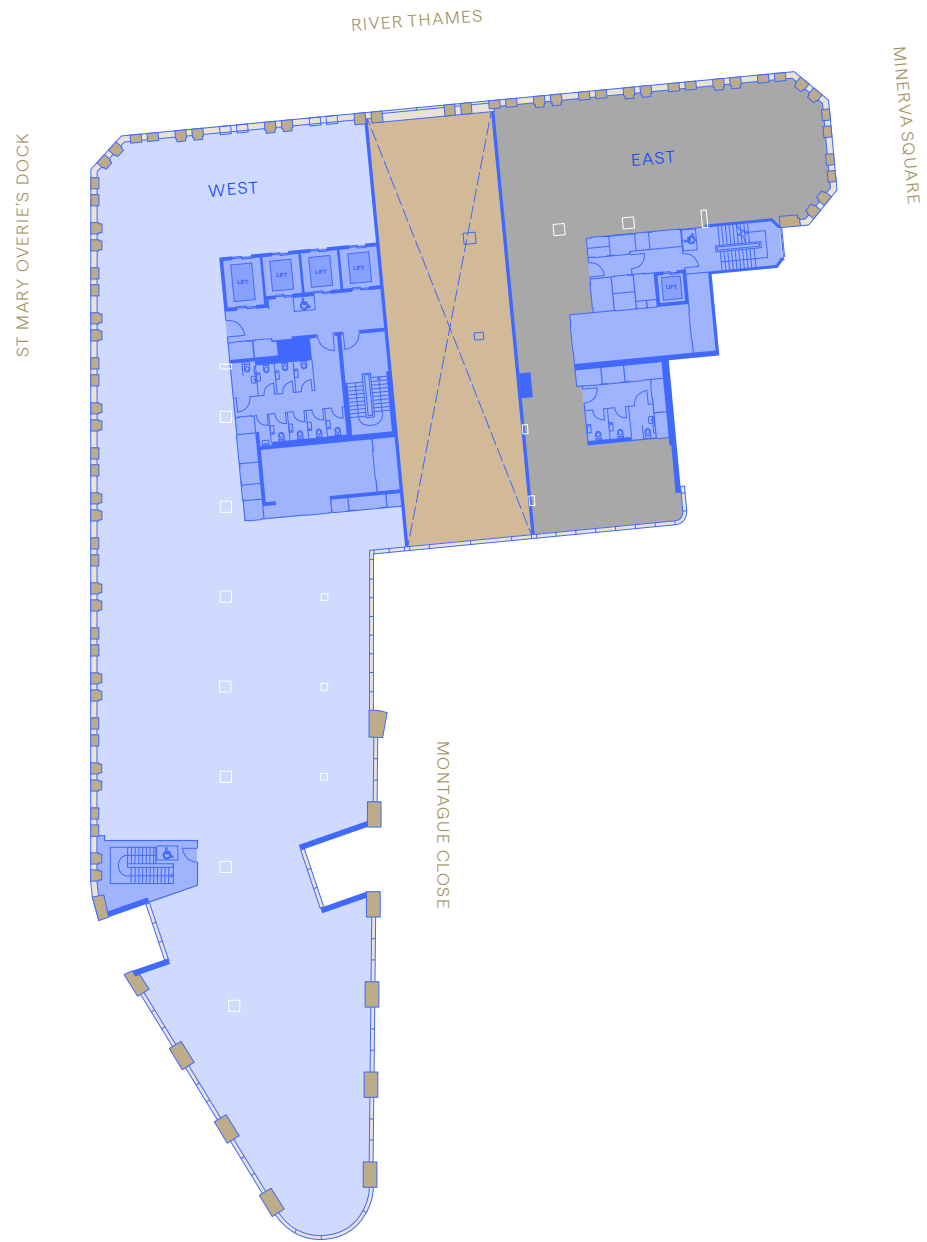 RIVER THAMES
MINERVA SQUARE
ST MARY OVERIE'S DOCK
EAST
WEST
LIFT
LIFT
LIFT
LIFT
LIFT
MONTAGUE CLOSE